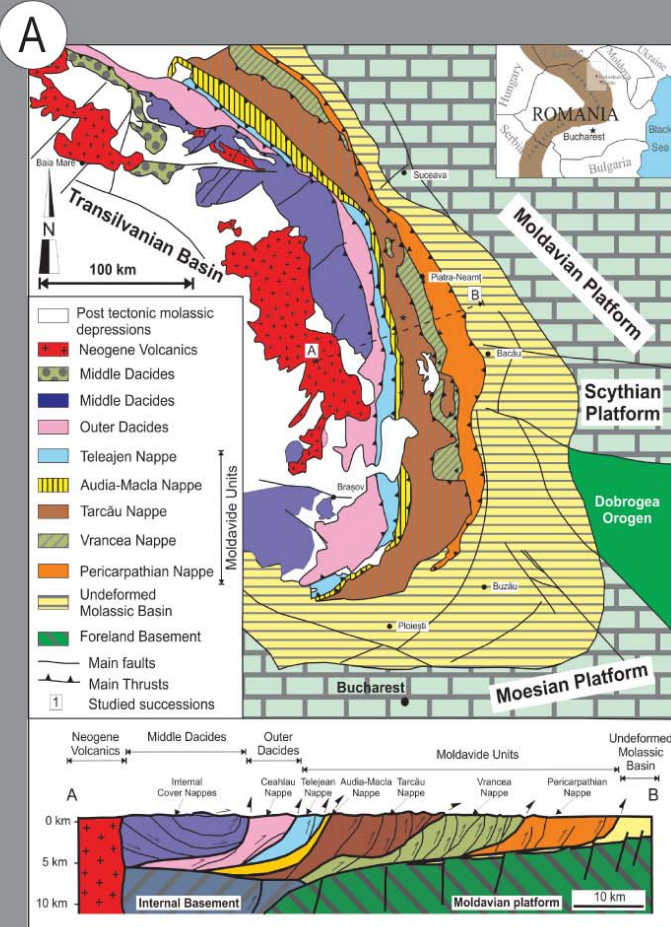 A
Hungary
Ukraine
Moldova
Ukraine
ROMANIA
Bucharest
Black
Sea
Serbia
Bulgaria
Baia Mare
Suceava
Transilvanian Basin
N
100 km
Moldavian Platform
Piatra-Neamț
B
A
Bacău
Scythian
Platform
Dobrogea
Orogen
Brașov
Buzău
Ploiești
Bucharest
Moesian Platform
Post tectonic molassic
depressions
Neogene Volcanics
Middle Dacides
Middle Dacides
Outer Dacides
Teleajen Nappe
Audia-Macla Nappe
Tarcău Nappe
Vrancea Nappe
Pericarpathian Nappe
Moldavide Units
Undeformed
Molassic Basin
Foreland Basement
Main faults
Main Thrusts
1 Studied successions
Neogene
Volcanics
Middle Dacides
Outer
Dacides
Moldavide Units
Undeformed
Molassic
Basin
A
Internal
Cover Nappes
Ceahlau
Nappe
Telejean
Nappe
Audia-Macla
Nappe
Tarcău
Nappe
Vrancea
Nappe
Pericarpathian
Nappe
B
0 km
5 km
10 km
Internal Basement
Moldavian platform
10 km